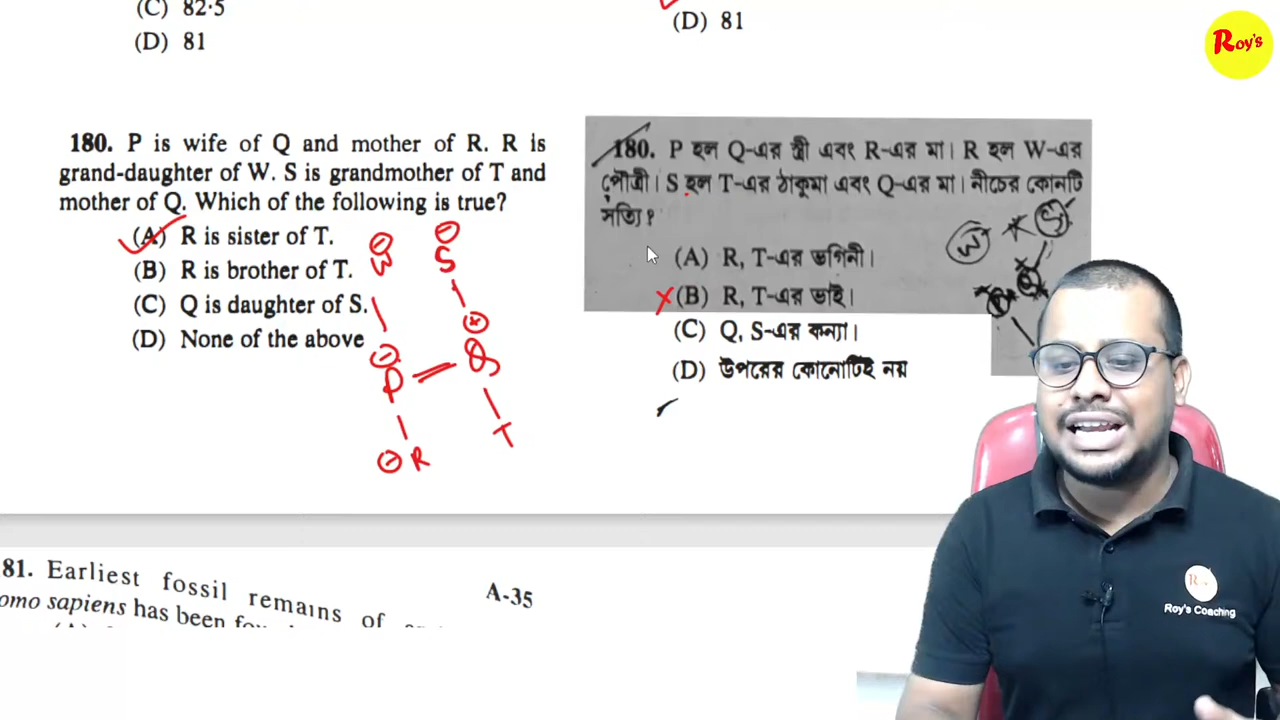 (C) 82·5
(D) 81
(D) 81
Roy's
180. P is wife of Q and mother of R. R is
grand-daughter of W. S is grandmother of T and
mother of Q. Which of the following is true?
(A) R is sister of T.
(B) R is brother of T.
(C) Q is daughter of S.
(D) None of the above
W S
P Q
R T
180. P হল Q-এর স্ত্রী এবং R-এর মা। R হল W-এর
পৌত্রী। S হল T-এর ঠাকুমা এবং Q-এর মা। নীচের কোনটি
সত্যি?
(A) R, T-এর ভগিনী।
(B) R, T-এর ভাই।
(C) Q, S-এর কন্যা।
(D) উপরের কোনোটিই নয়
W S
81. Earliest fossil remains of
omo sapiens has been
A-35
Roy's Coaching